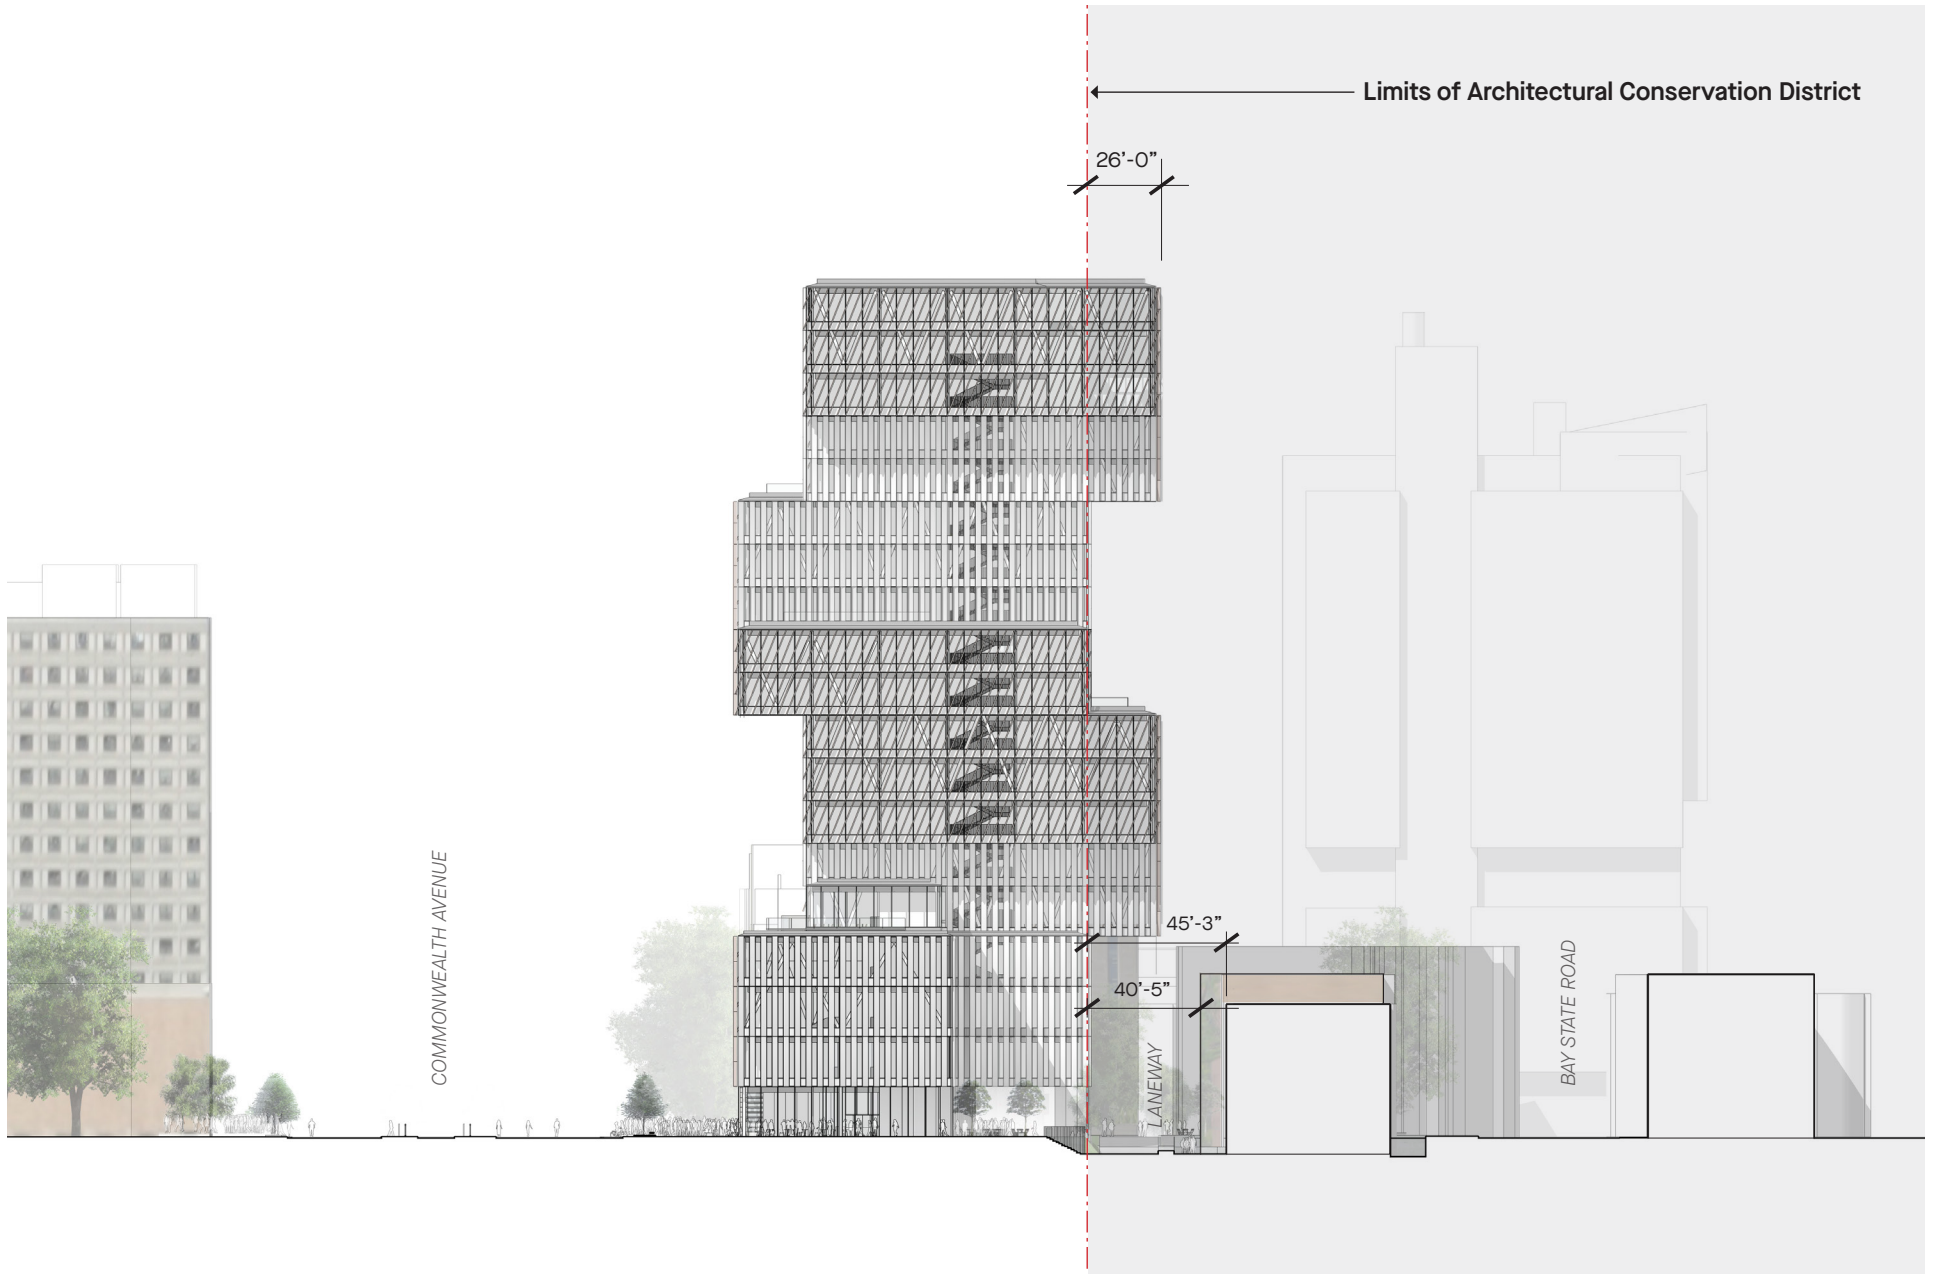 Limits of Architectural Conservation District
26’-0”
COMMONWEALTH AVENUE
45’-3”
40’-5”
LANEWAY
BAY STATE ROAD